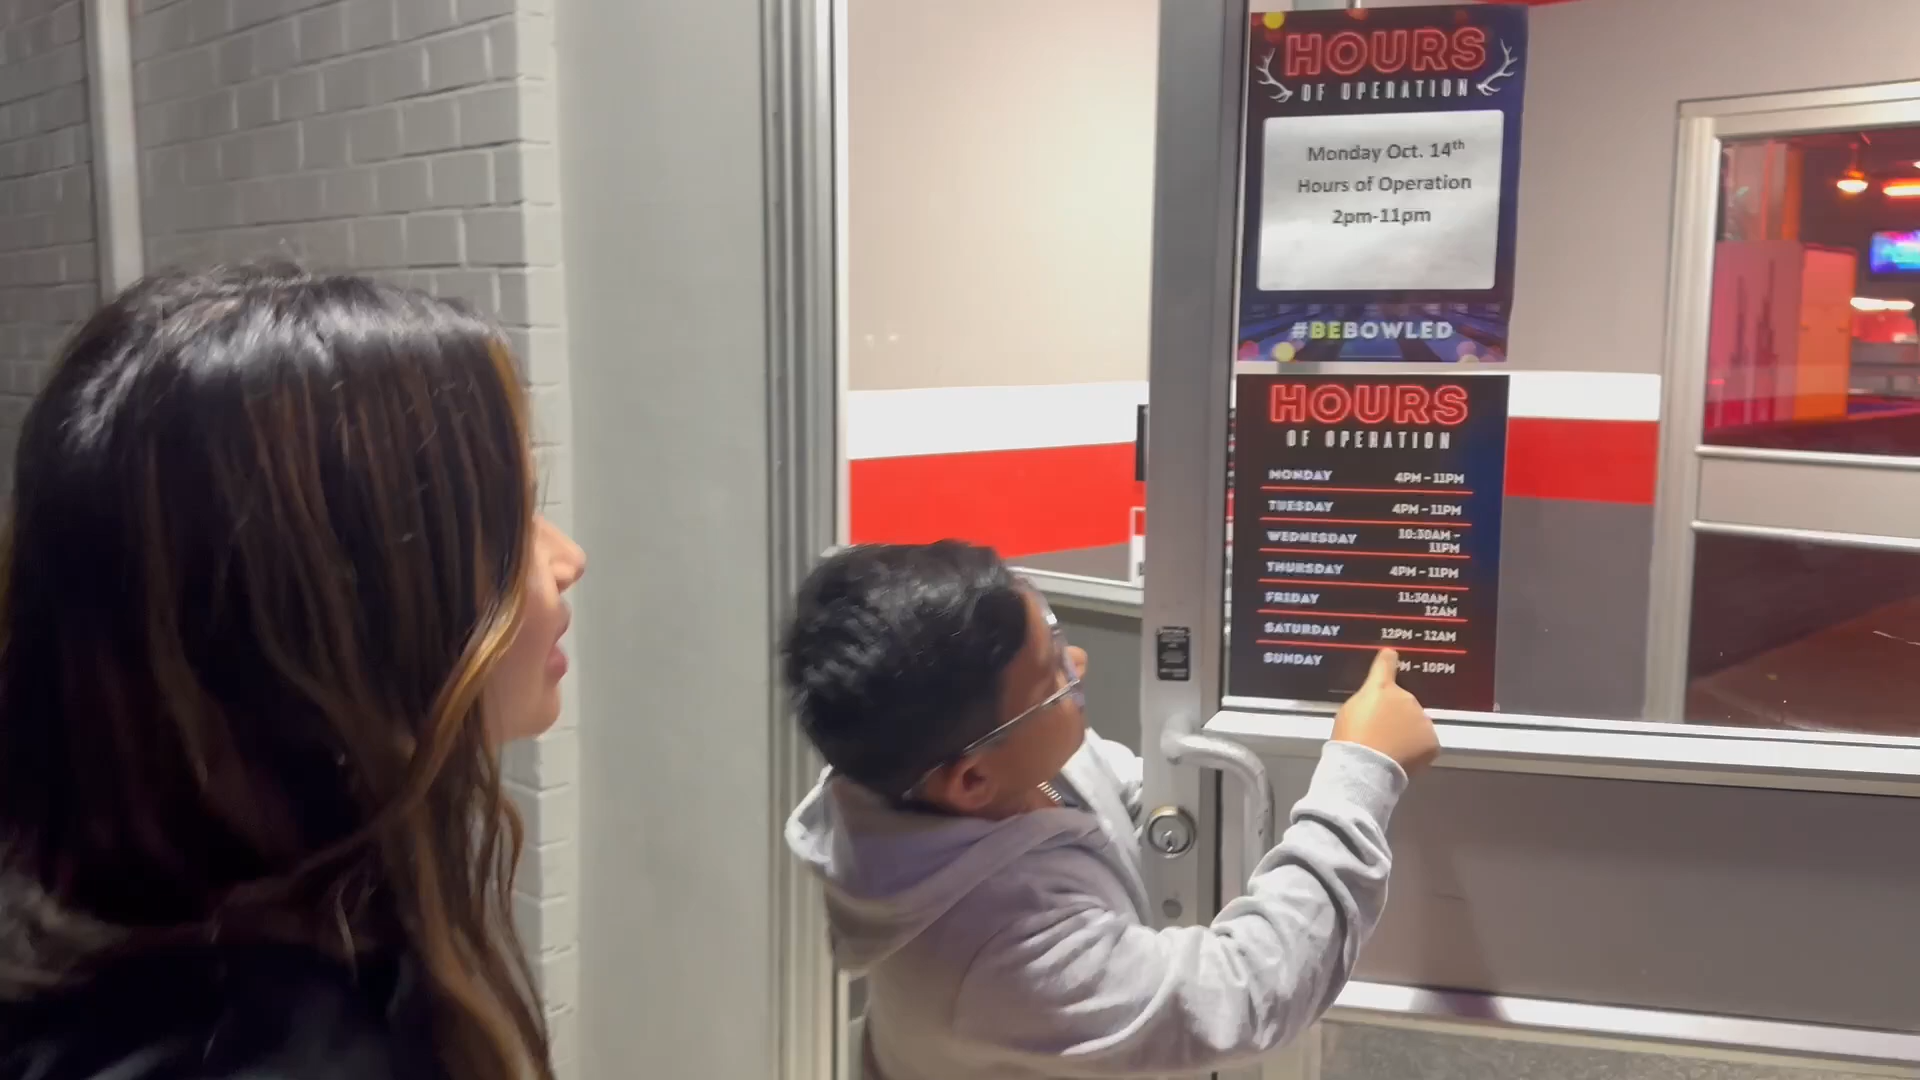 HOURS
OF OPERATION
Monday Oct. 14th
Hours of Operation
2pm-11pm
#BEBOWLED
HOURS
OF OPERATION
MONDAY 4PM - 11PM
TUESDAY 4PM - 11PM
WEDNESDAY 10:30AM -
11PM
THURSDAY 4PM - 11PM
FRIDAY 11:30AM -
12AM
SATURDAY 12PM - 12AM
SUNDAY PM - 10PM